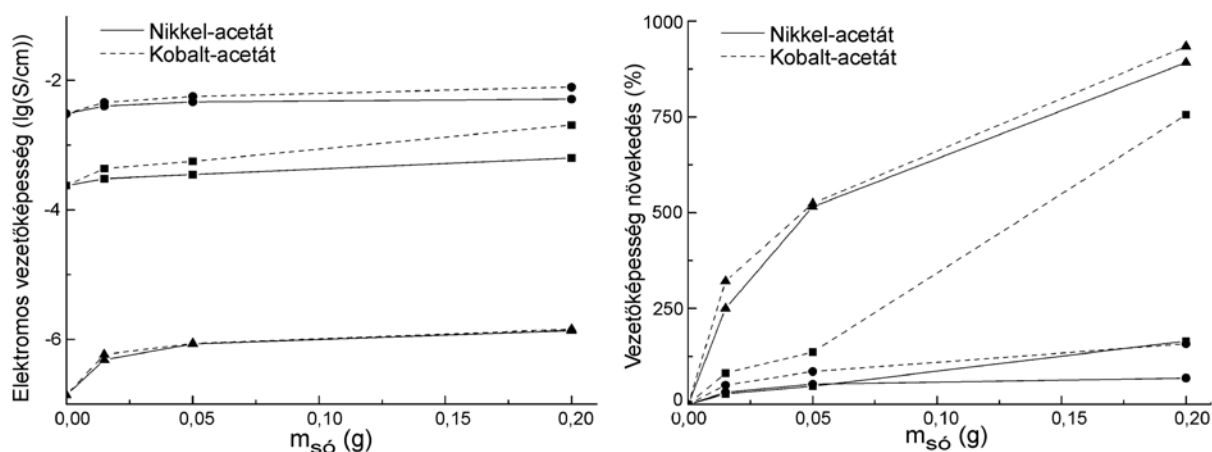 Nikkel-acetát
Kobalt-acetát
Elektromos vezetőképesség (lg(S/cm))
-2
-4
-6
0,00 0,05 0,10 0,15 0,20
msó (g)
Nikkel-acetát
Kobalt-acetát
Vezetőképesség növekedés (%)
1000
750
500
250
0
0,00 0,05 0,10 0,15 0,20
msó (g)